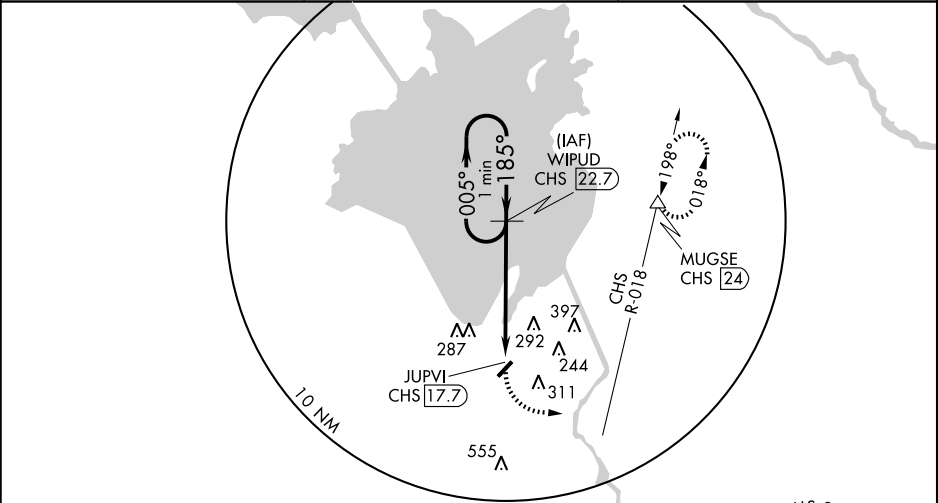 005°
1 min
185°
(IAF)
WIPUD
CHS 22.7
198°
018°
MUGSE
CHS 24
CHS
R-018
397
292
287
244
JUPVI
CHS 17.7
311
10 NM
555